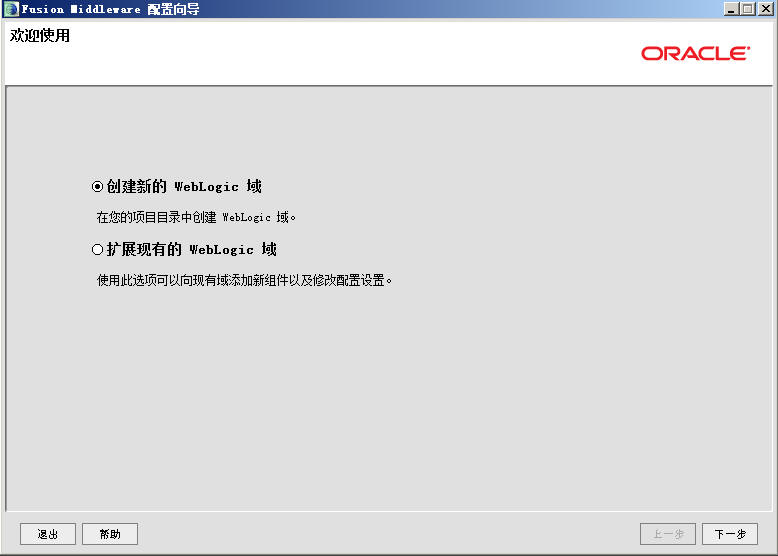 Fusion Middleware 配置向导
欢迎使用
ORACLE
创建新的 WebLogic 域
在您的项目目录中创建 WebLogic 域。
扩展现有的 WebLogic 域
使用此选项可以向现有域添加新组件以及修改配置设置。
退出 帮助 上一步 下一步